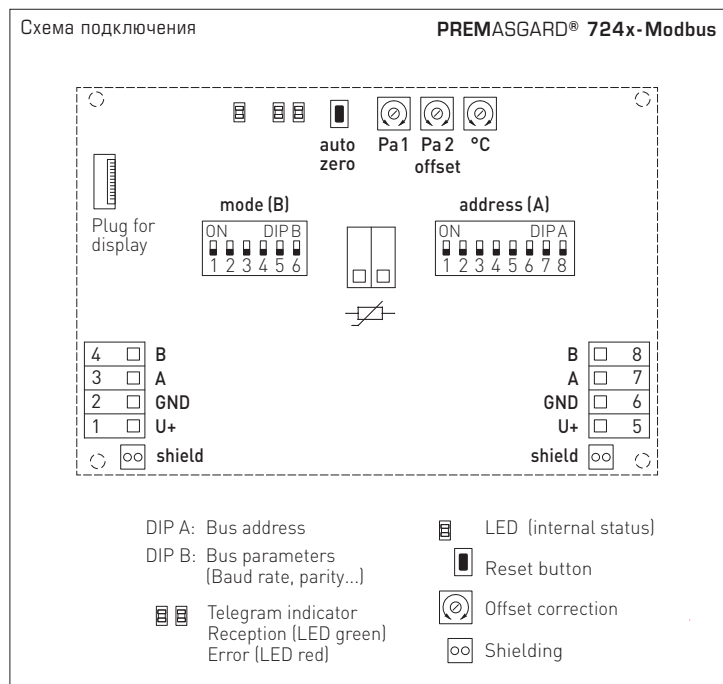 Схема подключения
PREMASGARD® 724x-Modbus
auto
zero
Pa 1 Pa 2 °C
offset
Plug for
display
mode (B)
ON DIP B
1 2 3 4 5 6
address (A)
ON DIP A
1 2 3 4 5 6 7 8
4 B
3 A
2 GND
1 U+
shield
B 8
A 7
GND 6
U+ 5
shield
DIP A: Bus address
DIP B: Bus parameters
(Baud rate, parity...)
Telegram indicator
Reception (LED green)
Error (LED red)
LED (internal status)
Reset button
Offset correction
Shielding